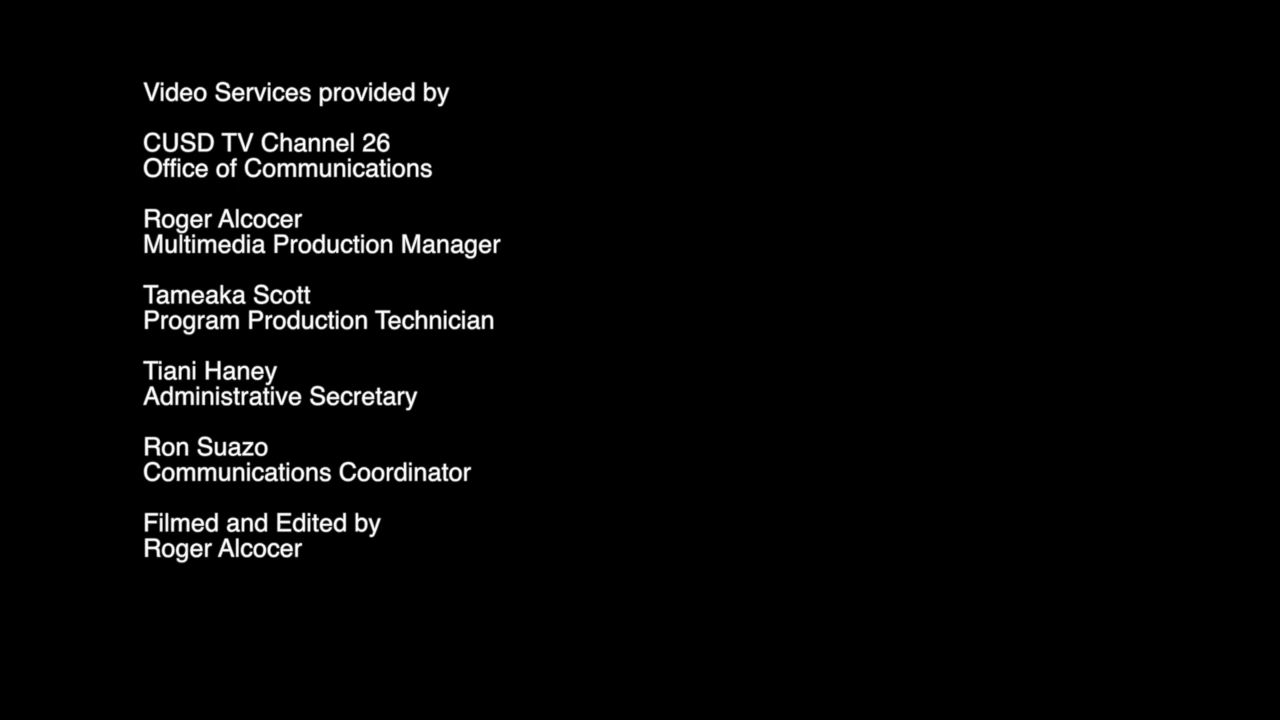 Video Services provided by
CUSD TV Channel 26
Office of Communications
Roger Alcocer
Multimedia Production Manager
Tameaka Scott
Program Production Technician
Tiani Haney
Administrative Secretary
Ron Suazo
Communications Coordinator
Filmed and Edited by
Roger Alcocer